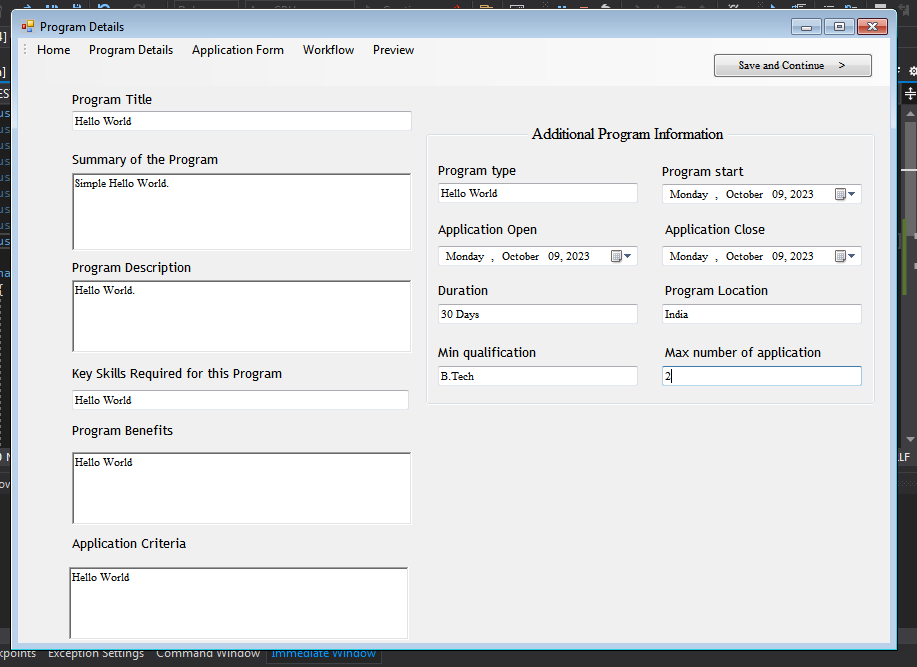 Program Details
Home Program Details Application Form Workflow Preview
Save and Continue >
Program Title
Hello World
Summary of the Program
Simple Hello World.
Program Description
Hello World.
Key Skills Required for this Program
Hello World
Program Benefits
Hello World
Application Criteria
Hello World
Additional Program Information
Program type
Hello World
Program start
Monday , October 09, 2023
Application Open
Monday , October 09, 2023
Application Close
Monday , October 09, 2023
Duration
30 Days
Program Location
India
Min qualification
B.Tech
Max number of application
2
Exception Settings Command Window Immediate Window